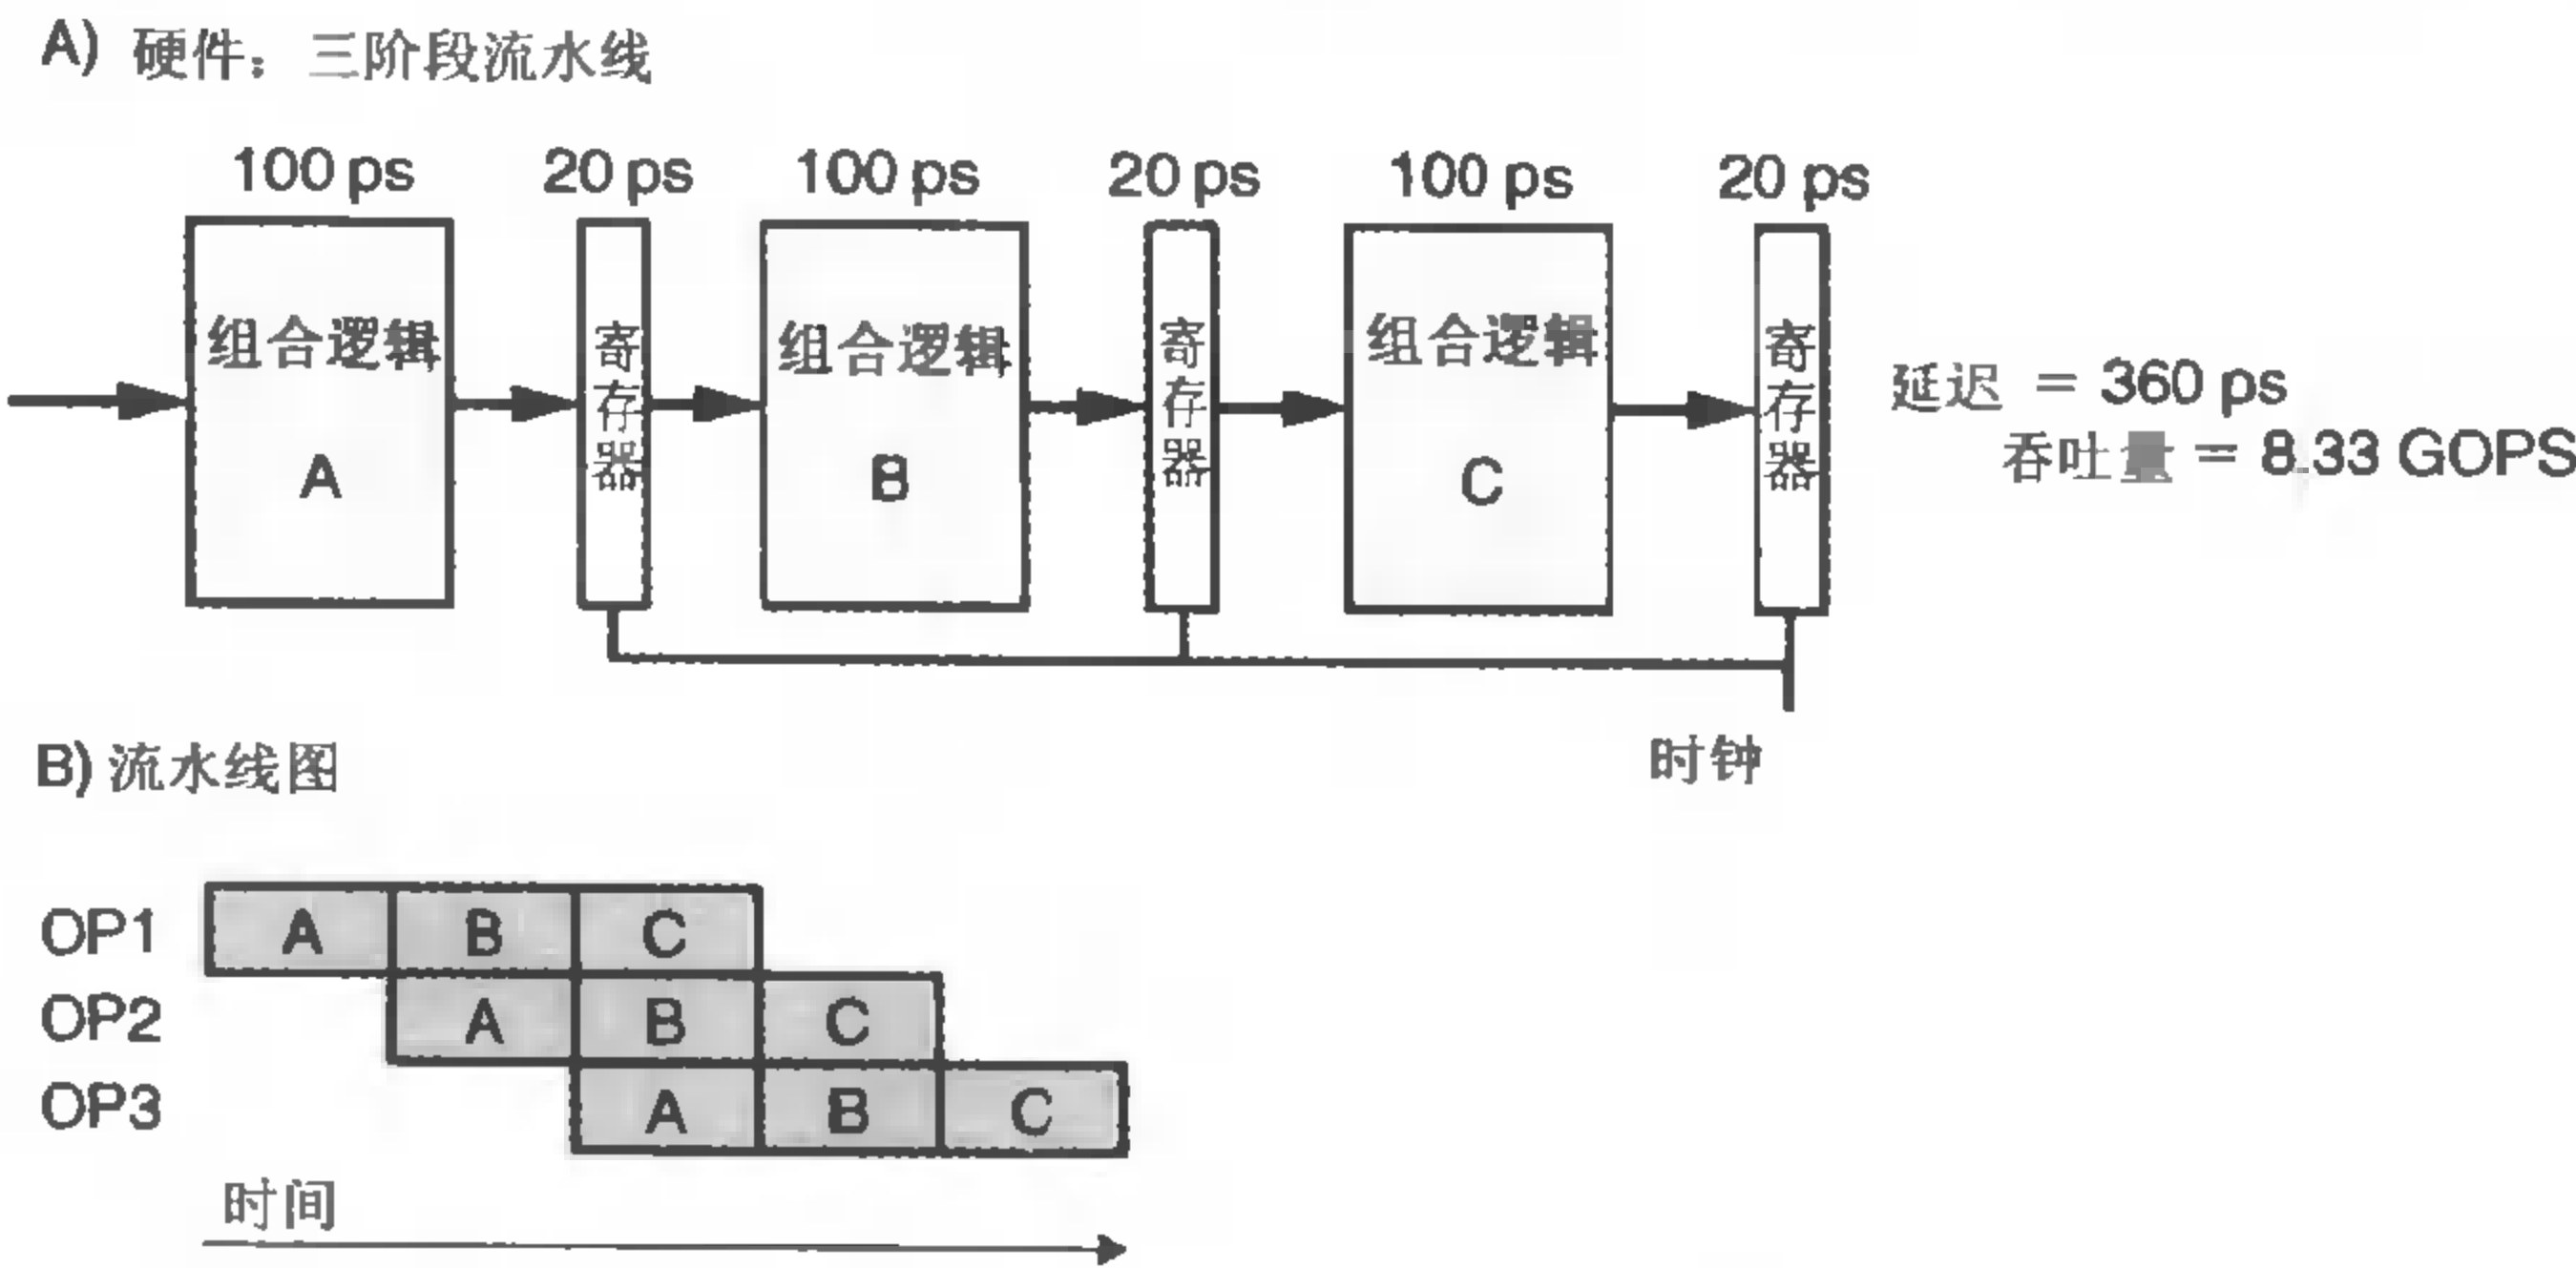 A) 硬件：三阶段流水线
100 ps 20 ps 100 ps 20 ps 100 ps 20 ps
组合逻辑 A
寄存器
组合逻辑 B
寄存器
组合逻辑 C
寄存器
延迟 = 360 ps
吞吐量 = 8.33 GOPS
时钟
B) 流水线图
OP1 A B C
OP2 A B C
OP3 A B C
时间